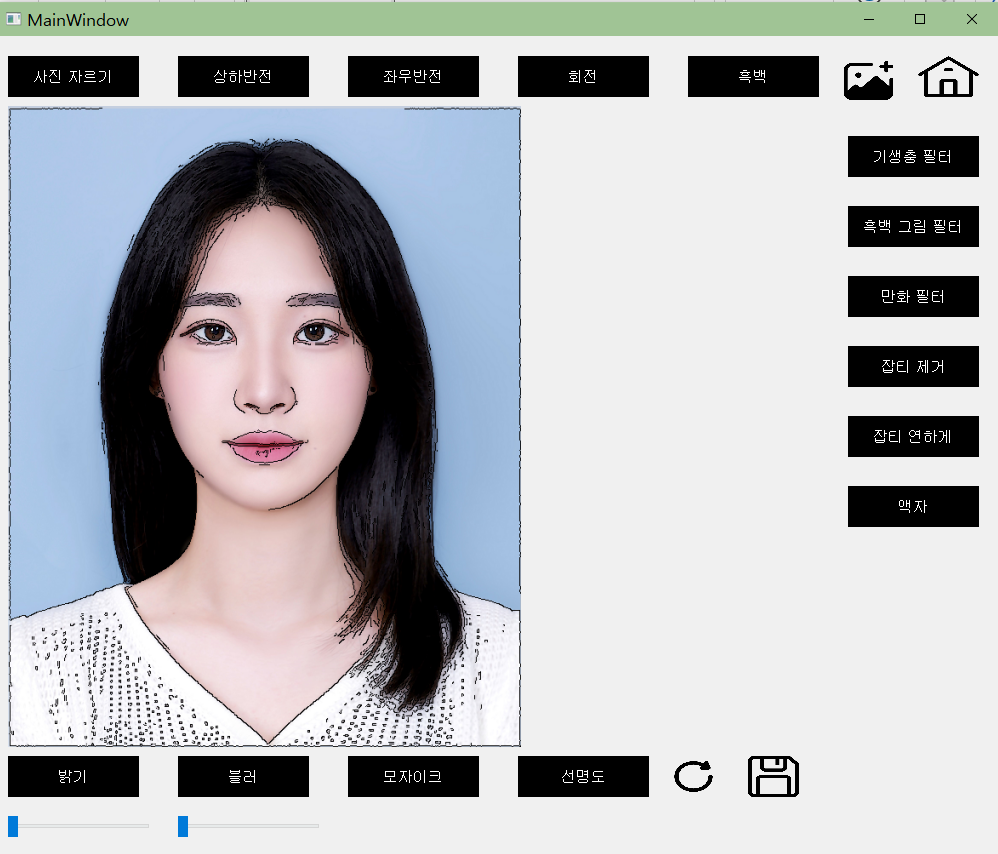 MainWindow
사진 자르기
상하반전
좌우반전
회전
흑백
기생충 필터
흑백 그림 필터
만화 필터
잡티 제거
잡티 연하게
액자
밝기
블러
모자이크
선명도